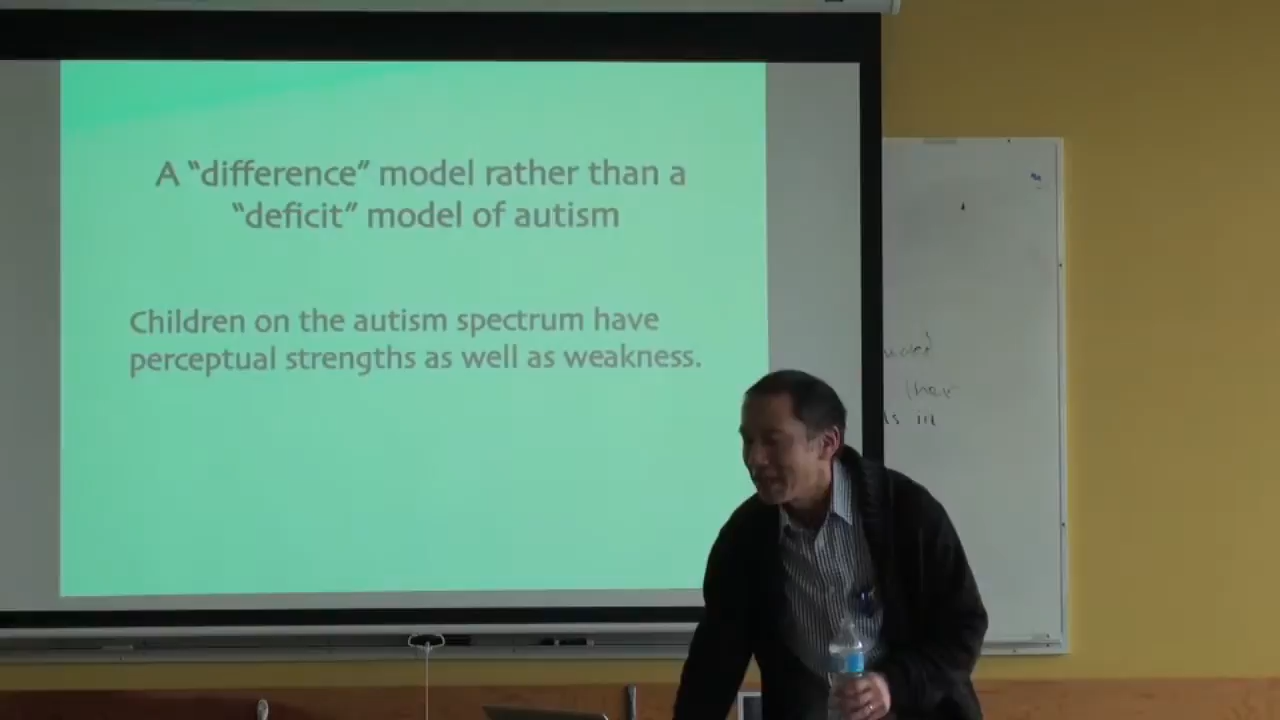 A “difference” model rather than a
“deficit” model of autism
Children on the autism spectrum have
perceptual strengths as well as weakness.
in